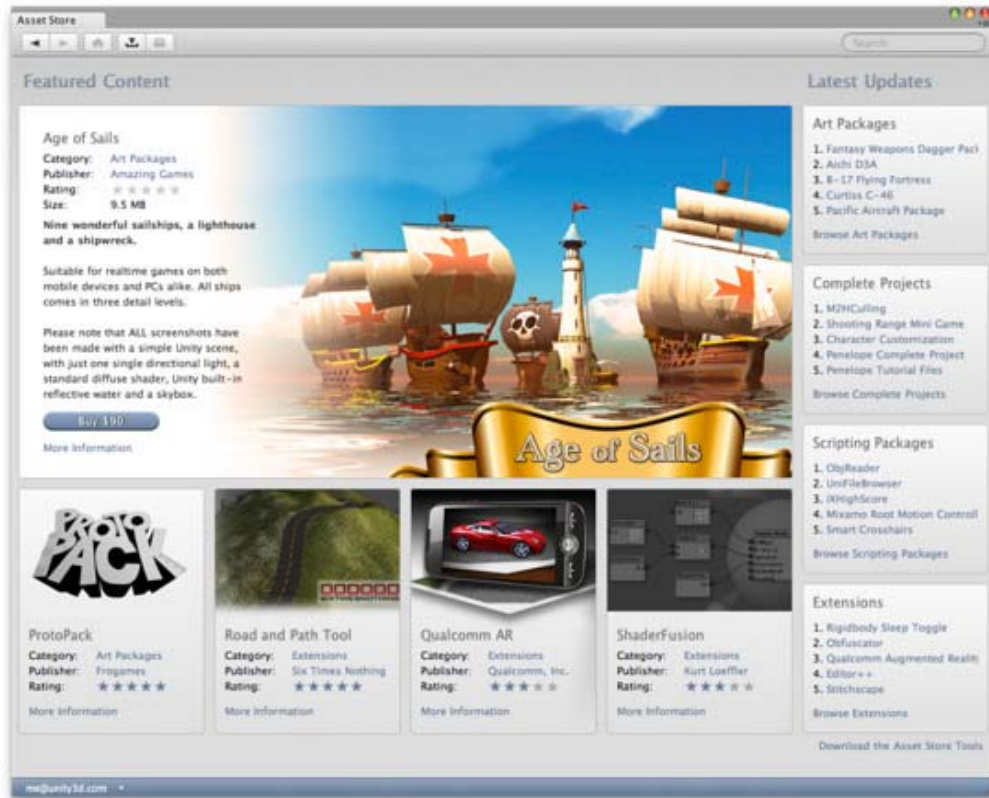 Asset Store
Search
Featured Content
Age of Sails
Category: Art Packages
Publisher: Amazing Games
Rating:
Size: 9.5 MB
Nine wonderful sailships, a lighthouse
and a shipwreck.
Suitable for realtime games on both
mobile devices and PCs alike. All ships
comes in three detail levels.
Please note that ALL screenshots have
been made with a simple Unity scene,
with just one single directional light, a
standard diffuse shader, Unity built-in
reflective water and a skybox.
Buy $90
More Information
Age of Sails
PROTO
PACK
ProtoPack
Category: Art Packages
Publisher: Frogames
Rating:
More Information
SIXTIMESNOTHING
Road and Path Tool
Category: Extensions
Publisher: Six Times Nothing
Rating:
More Information
Qualcomm AR
Category: Extensions
Publisher: Qualcomm, Inc.
Rating:
More Information
ShaderFusion
Category: Extensions
Publisher: Kurt Loeffler
Rating:
More Information
Latest Updates
Art Packages
1. Fantasy Weapons Dagger Pack
2. Aichi D3A
3. B-17 Flying Fortress
4. Curtiss C-46
5. Pacific Aircraft Package
Browse Art Packages
Complete Projects
1. M2HCulling
2. Shooting Range Mini Game
3. Character Customization
4. Penelope Complete Project
5. Penelope Tutorial Files
Browse Complete Projects
Scripting Packages
1. ObjReader
2. UniFileBrowser
3. iXHighScore
4. Mixamo Root Motion Controll
5. Smart Crosshairs
Browse Scripting Packages
Extensions
1. Rigidbody Sleep Toggle
2. Obfuscator
3. Qualcomm Augmented Realit
4. Editor++
5. Stitchscape
Browse Extensions
Download the Asset Store Tools
me@unity3d.com